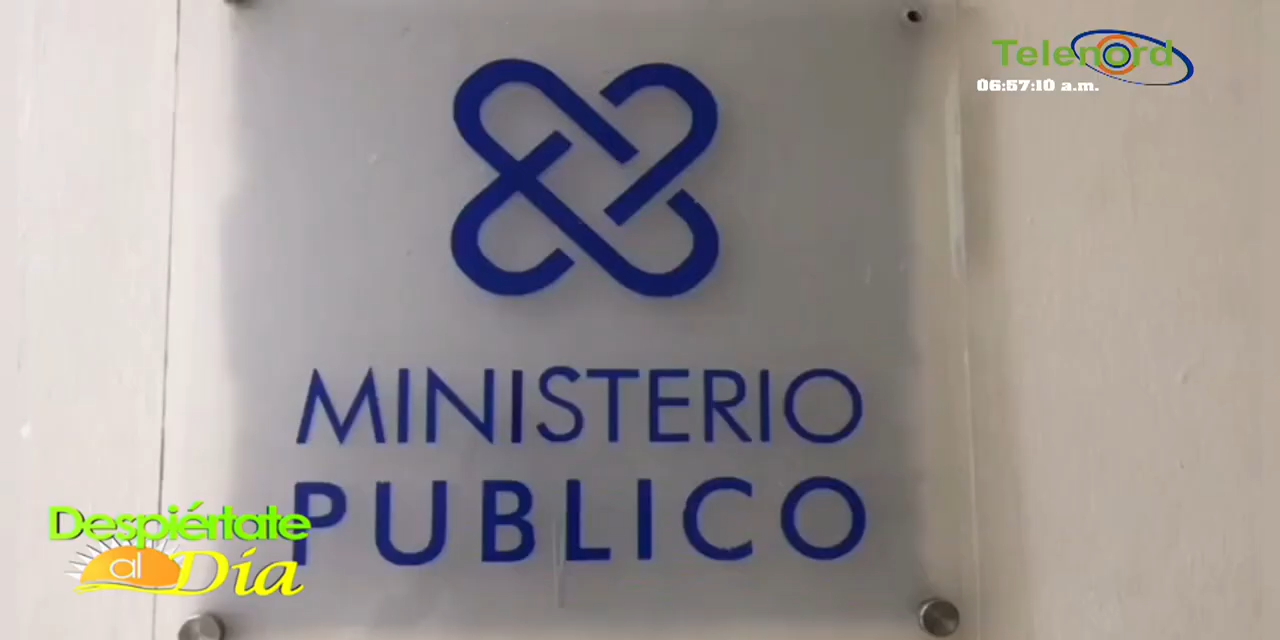 Telenord
06:57:10 a.m.
MINISTERIO
PUBLICO
Despiértate
al Día